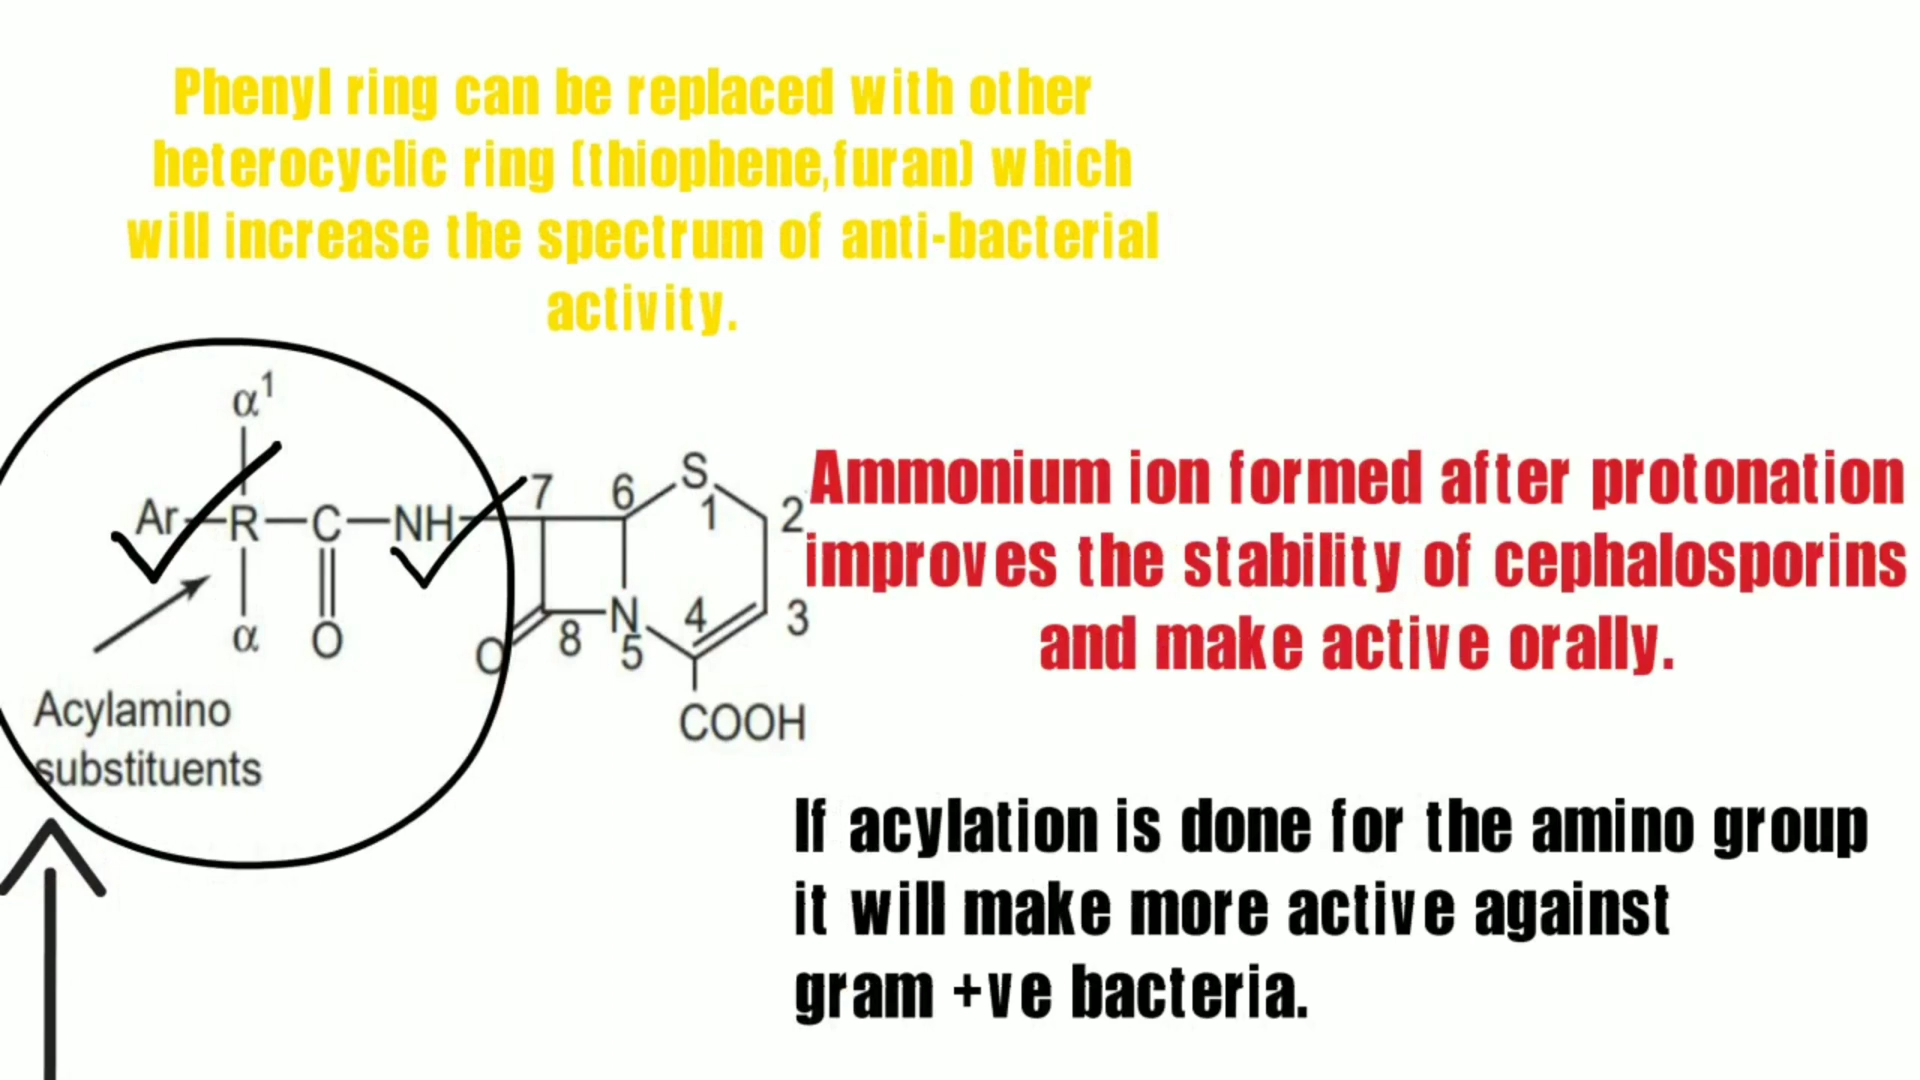 Phenyl ring can be replaced with other
heterocyclic ring (thiophene,furan) which
will increase the spectrum of anti-bacterial
activity.
α¹
S
7
6
1
2
Ar
R
C
NH
N
4
3
α
O
O
8
5
COOH
Acylamino
substituents
Ammonium ion formed after protonation
improves the stability of cephalosporins
and make active orally.
If acylation is done for the amino group
it will make more active against
gram +ve bacteria.